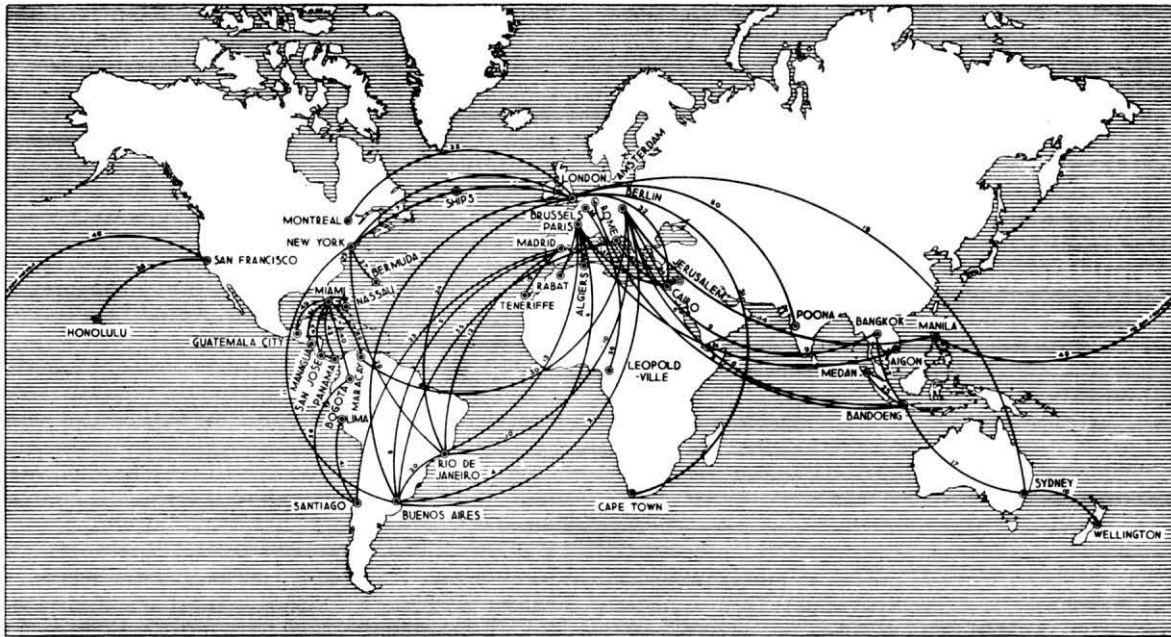 AMSTERDAM
LONDON
BERLIN
SHIPS
MONTREAL
BRUSSELS
ROME
PARIS
NEW YORK
MADRID
SAN FRANCISCO
BERMUDA
JERUSALEM
RABAT
ALGIERS
CAIRO
MIAMI
NASSAU
TENERIFFE
HONOLULU
POONA
BANGKOK
MANILA
GUATEMALA CITY
MANAGUA
SAN JOSE
PANAMA
BOGOTA
MARACAY
LEOPOLD
-VILLE
SAIGON
MEDAN
LIMA
BANDOENG
RIO DE
JANEIRO
SANTIAGO
BUENOS AIRES
CAPE TOWN
SYDNEY
WELLINGTON